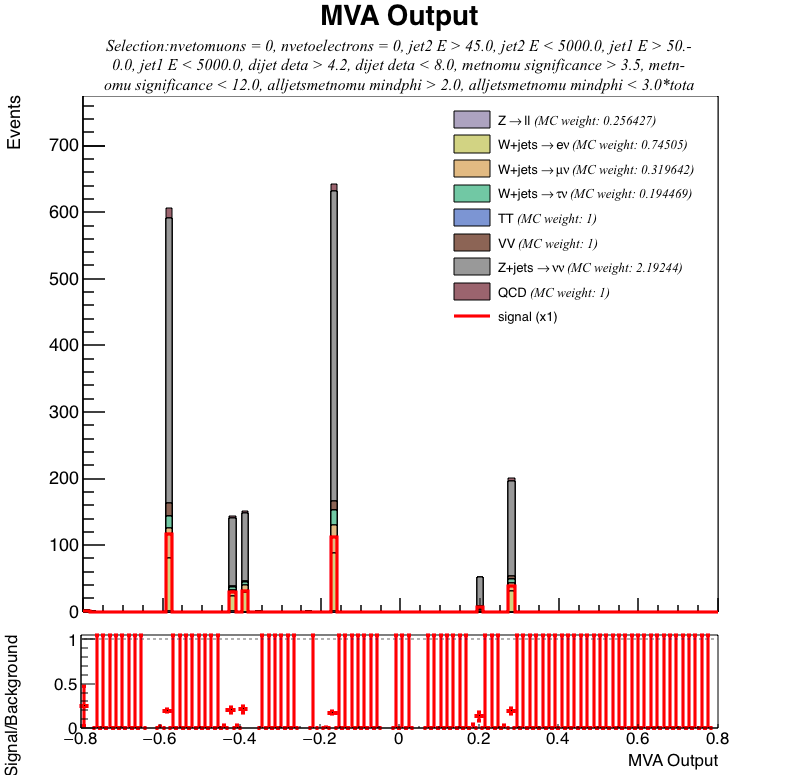 MVA Output
Selection:nvetomuons = 0, nvetoelectrons = 0, jet2 E > 45.0, jet2 E < 5000.0, jet1 E > 50.-
0.0, jet1 E < 5000.0, dijet deta > 4.2, dijet deta < 8.0, metnomu significance > 3.5, metn-
omu significance < 12.0, alljetsmetnomu mindphi > 2.0, alljetsmetnomu mindphi < 3.0*tota
Events
700
600
500
400
300
200
100
0
Z→ll (MC weight: 0.256427)
W+jets→eν (MC weight: 0.74505)
W+jets→μν (MC weight: 0.319642)
W+jets→τν (MC weight: 0.194469)
TT (MC weight: 1)
VV (MC weight: 1)
Z+jets→νν (MC weight: 2.19244)
QCD (MC weight: 1)
signal (x1)
Signal/Background
1
0.5
0
−0.8 −0.6 −0.4 −0.2 0 0.2 0.4 0.6 0.8
MVA Output